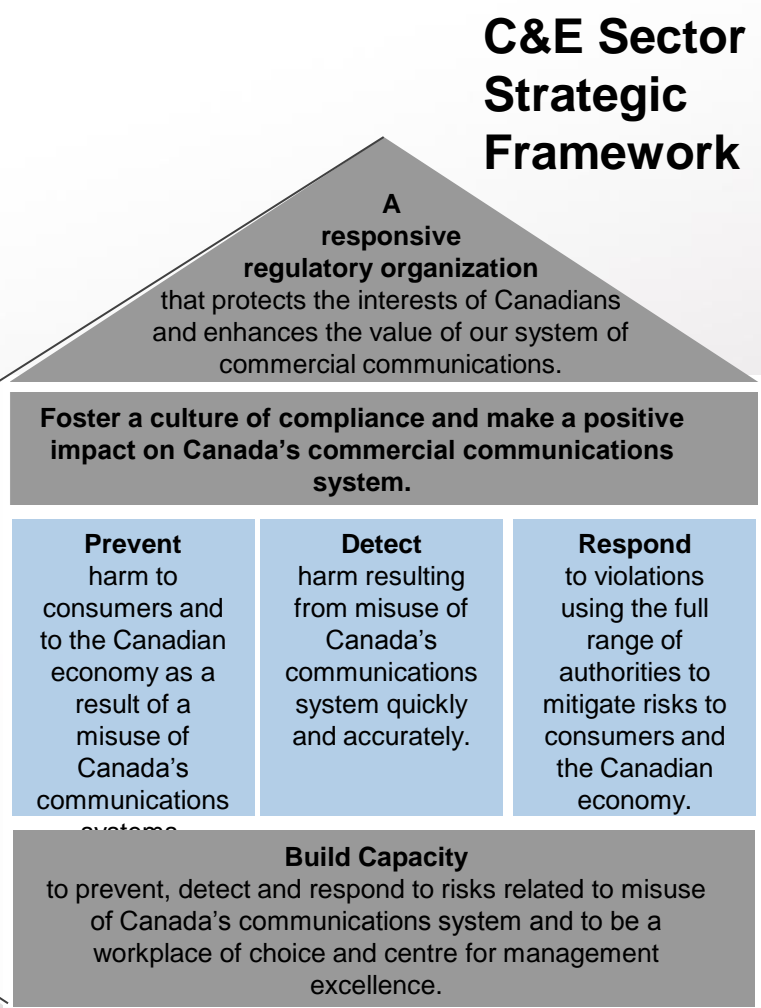 C&E Sector
Strategic
Framework
A
responsive
regulatory organization
that protects the interests of Canadians
and enhances the value of our system of
commercial communications.
Foster a culture of compliance and make a positive
impact on Canada’s commercial communications
system.
Prevent
harm to
consumers and
to the Canadian
economy as a
result of a
misuse of
Canada’s
communications
systems.
Detect
harm resulting
from misuse of
Canada’s
communications
system quickly
and accurately.
Respond
to violations
using the full
range of
authorities to
mitigate risks to
consumers and
the Canadian
economy.
Build Capacity
to prevent, detect and respond to risks related to misuse
of Canada’s communications system and to be a
workplace of choice and centre for management
excellence.